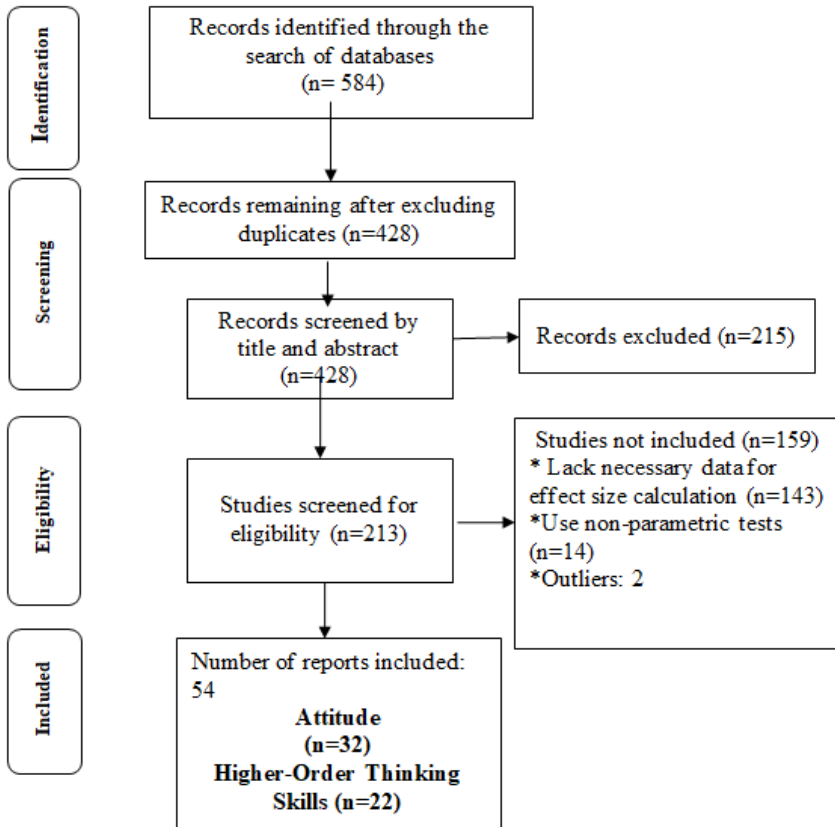 Identification
Records identified through the
search of databases
(n= 584)
Screening
Records remaining after excluding
duplicates (n=428)
Records screened by
title and abstract
(n=428)
Records excluded (n=215)
Eligibility
Studies screened for
eligibility (n=213)
Studies not included (n=159)
* Lack necessary data for
effect size calculation (n=143)
*Use non-parametric tests
(n=14)
*Outliers: 2
Included
Number of reports included:
54
Attitude
(n=32)
Higher-Order Thinking
Skills (n=22)